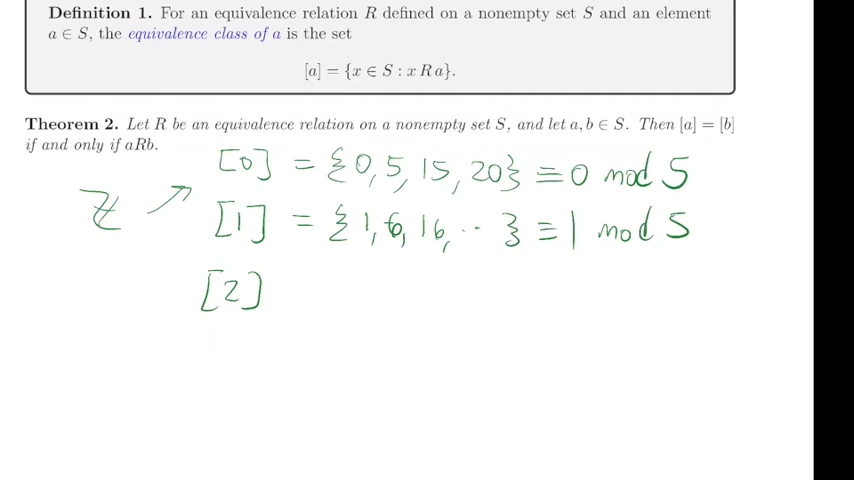 Definition 1. For an equivalence relation R defined on a nonempty set S and an element
a ∈ S, the equivalence class of a is the set
[a] = {x ∈ S : x R a}.
Theorem 2. Let R be an equivalence relation on a nonempty set S, and let a, b ∈ S. Then [a] = [b]
if and only if aRb.
[0] = {0, 5, 15, 20} ≡ 0 mod 5
ℤ ↗ [1] = {1, 6, 16, ·· } ≡ 1 mod 5
[2]